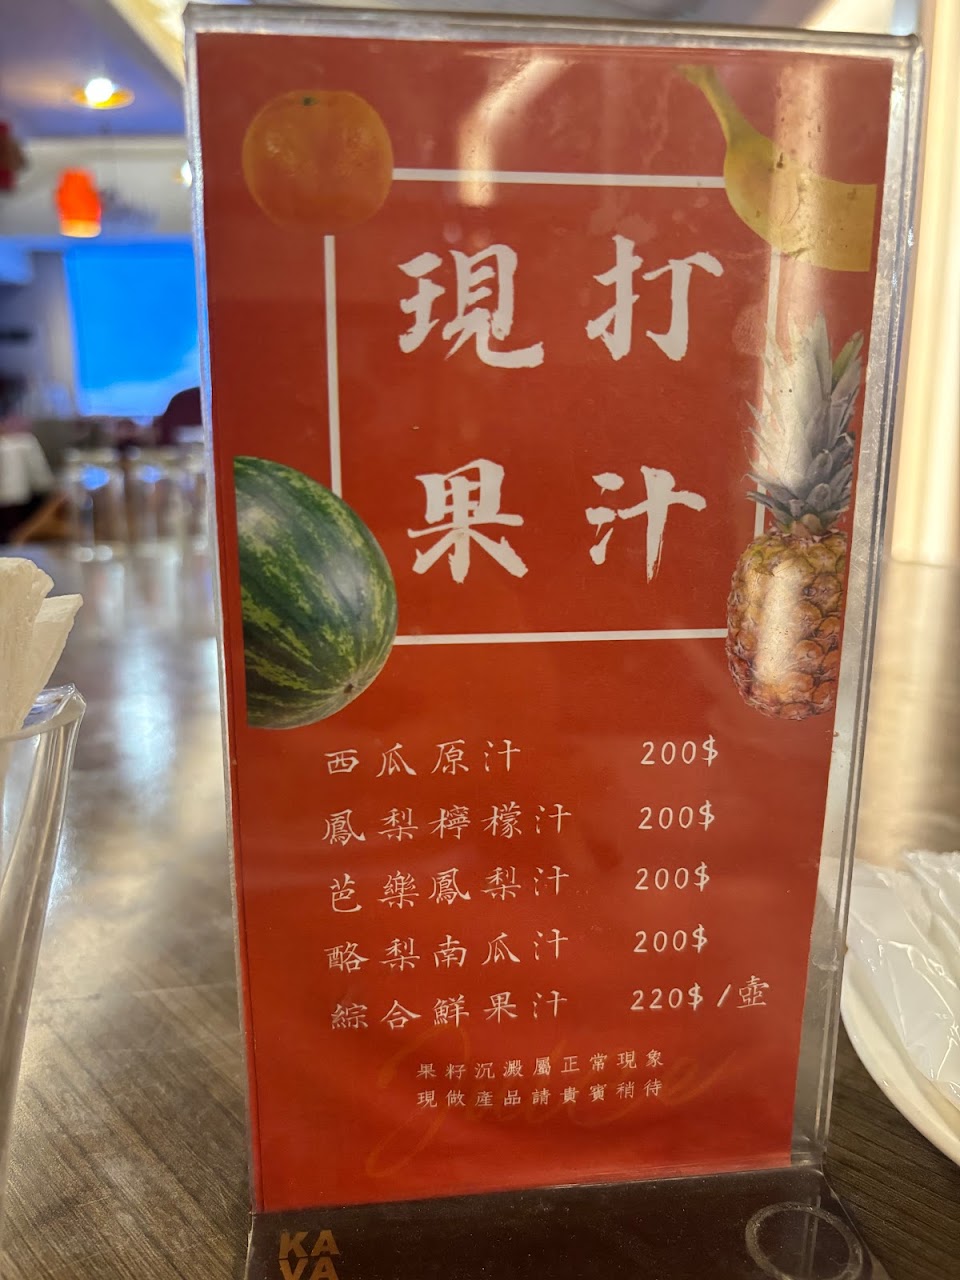 現打
果汁
西瓜原汁 200$
鳳梨檸檬汁 200$
芭樂鳳梨汁 200$
酪梨南瓜汁 200$
綜合鮮果汁 220$/壺
果籽沉澱屬正常現象
現做產品請貴賓稍待
Juice
KA
VA